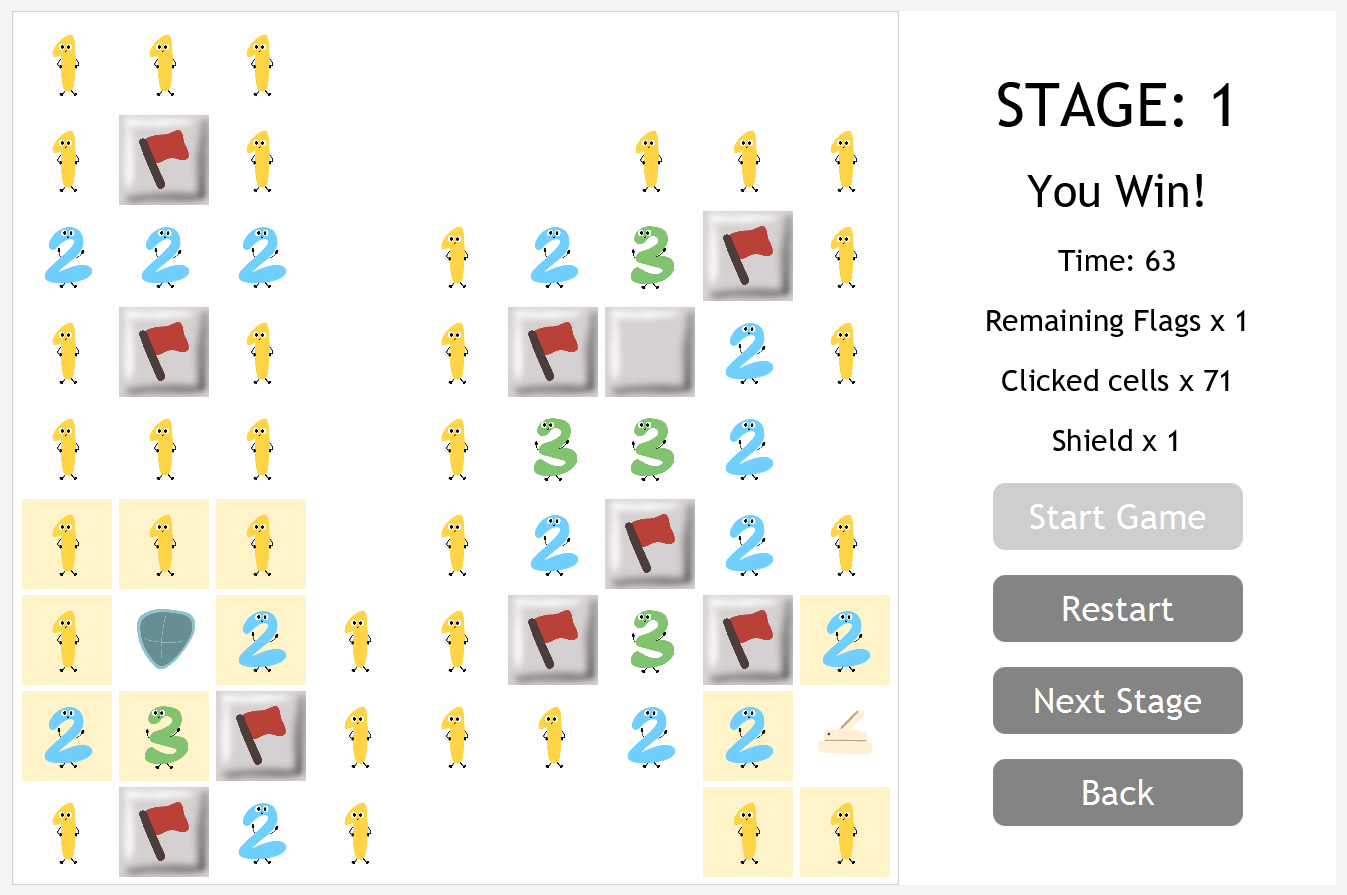 1 1 1
1 1 1 1 1
2 2 2 1 2 3 1
1 1 1 2 1
1 1 1 1 3 3 2
1 1 1 1 2 2 1
1 2 1 1 3 2
2 3 1 1 1 2 2
1 2 1 1 1
STAGE: 1
You Win!
Time: 63
Remaining Flags x 1
Clicked cells x 71
Shield x 1
Start Game
Restart
Next Stage
Back